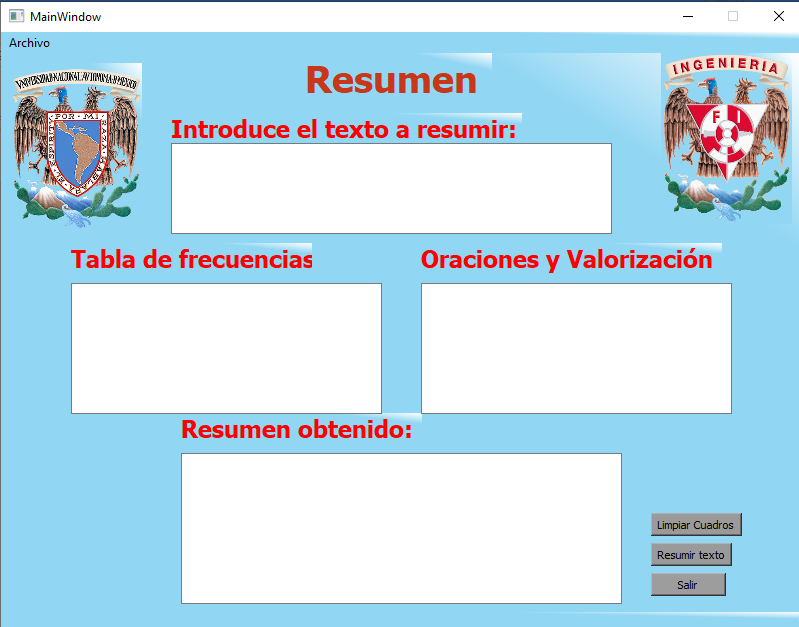 MainWindow
Archivo
UNIVERSIDAD NACIONAL AVTONOMA DE MEXICO
POR MI
RAZA HABLARA
EL ESPIRITU
INGENIERIA
F I
Resumen
Introduce el texto a resumir:
Tabla de frecuencias
Oraciones y Valorización
Resumen obtenido:
Limpiar Cuadros
Resumir texto
Salir